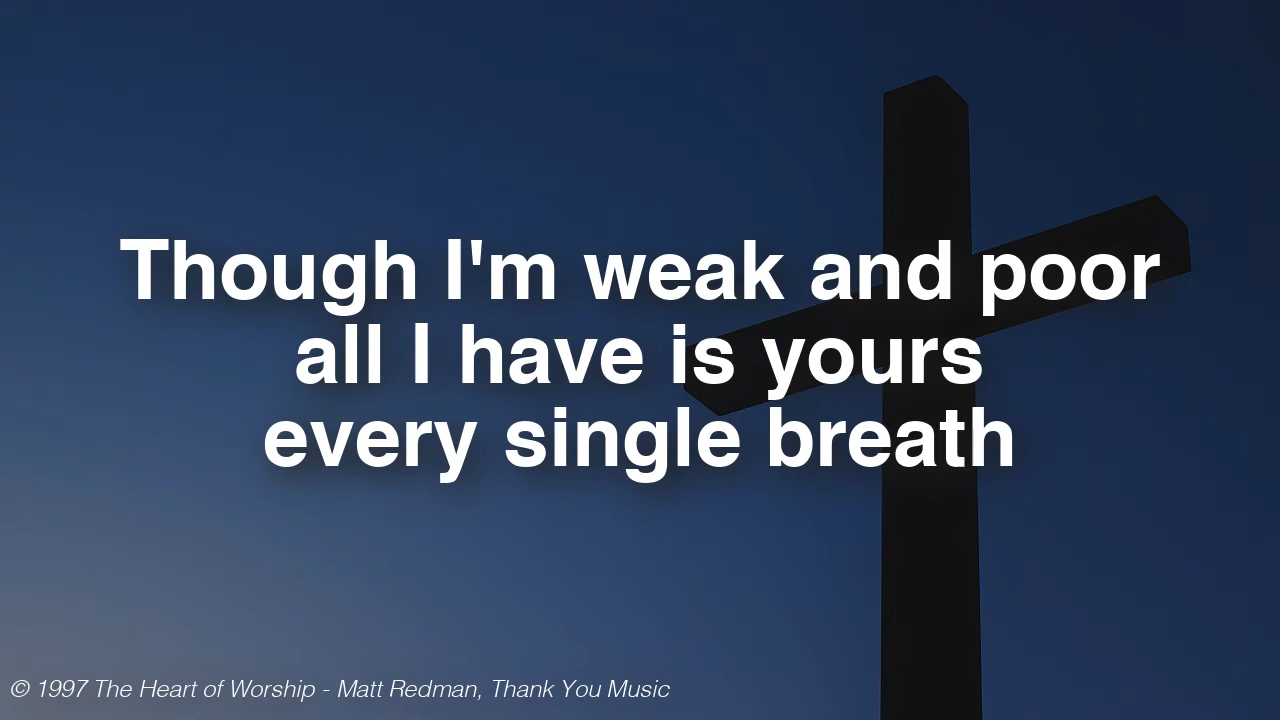 Though I'm weak and poor
all I have is yours
every single breath
© 1997 The Heart of Worship - Matt Redman, Thank You Music